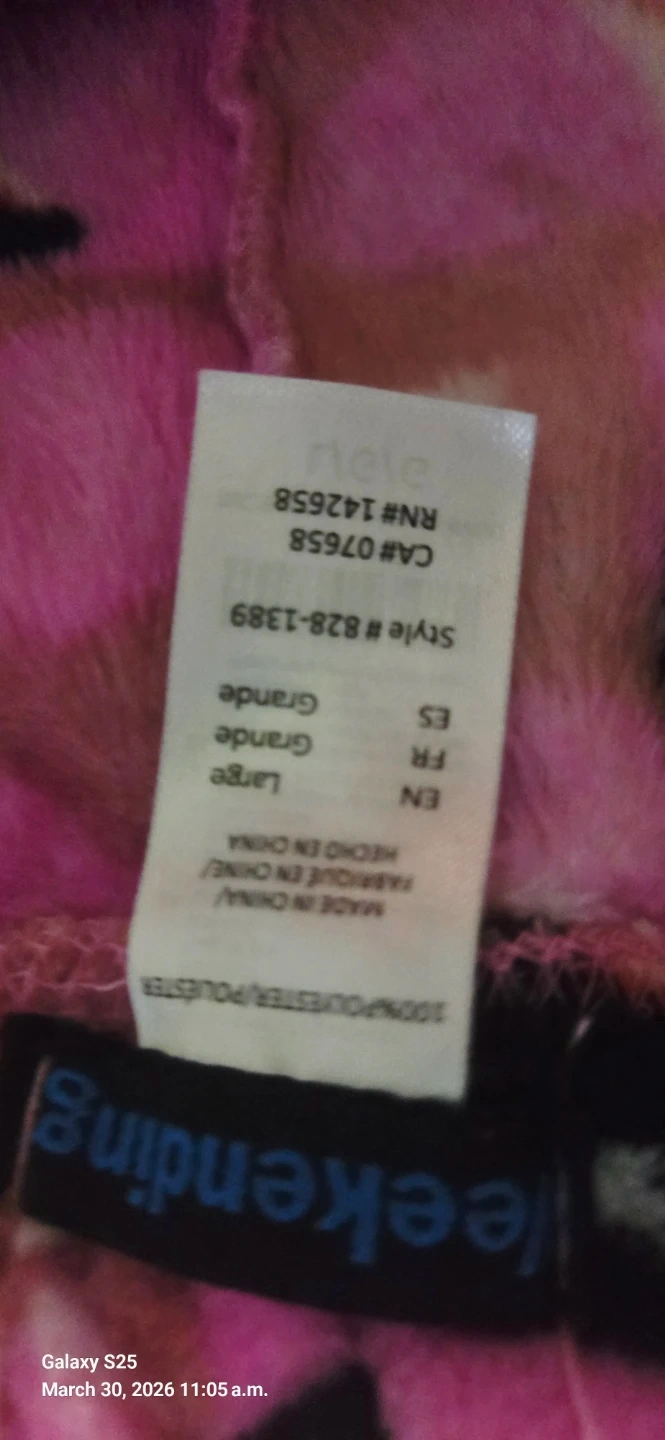 Weekending
100%POLYESTER/POLIÉSTER
MADE IN CHINA/
FABRIQUÉ EN CHINE/
HECHO EN CHINA
EN Large
FR Grande
ES Grande
Style # 828-1389
CA# 07658
RN# 142658
Galaxy S25
March 30, 2026 11:05 a.m.